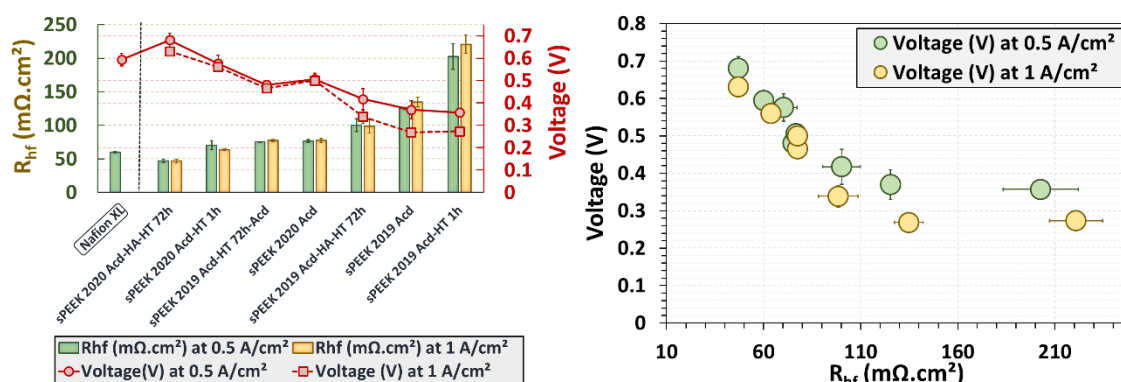 R_hf (mΩ.cm²)
250
200
150
100
50
0
0.7
0.6
0.5
0.4
0.3
0.2
0.1
0
Voltage (V)
Nafion XL
sPEEK 2020 Acd-HA-HT 72h
sPEEK 2020 Acd-HT 1h
sPEEK 2019 Acd-HT 72h-Acd
sPEEK 2020 Acd
sPEEK 2019 Acd-HA-HT 72h
sPEEK 2019 Acd
sPEEK 2019 Acd-HT 1h
Rhf (mΩ.cm²) at 0.5 A/cm² Rhf (mΩ.cm²) at 1 A/cm²
Voltage(V) at 0.5 A/cm² Voltage (V) at 1 A/cm²
Voltage (V)
0.8
0.7
0.6
0.5
0.4
0.3
0.2
0.1
0
Voltage (V) at 0.5 A/cm²
Voltage (V) at 1 A/cm²
10 60 110 160 210
R_hf (mΩ.cm²)